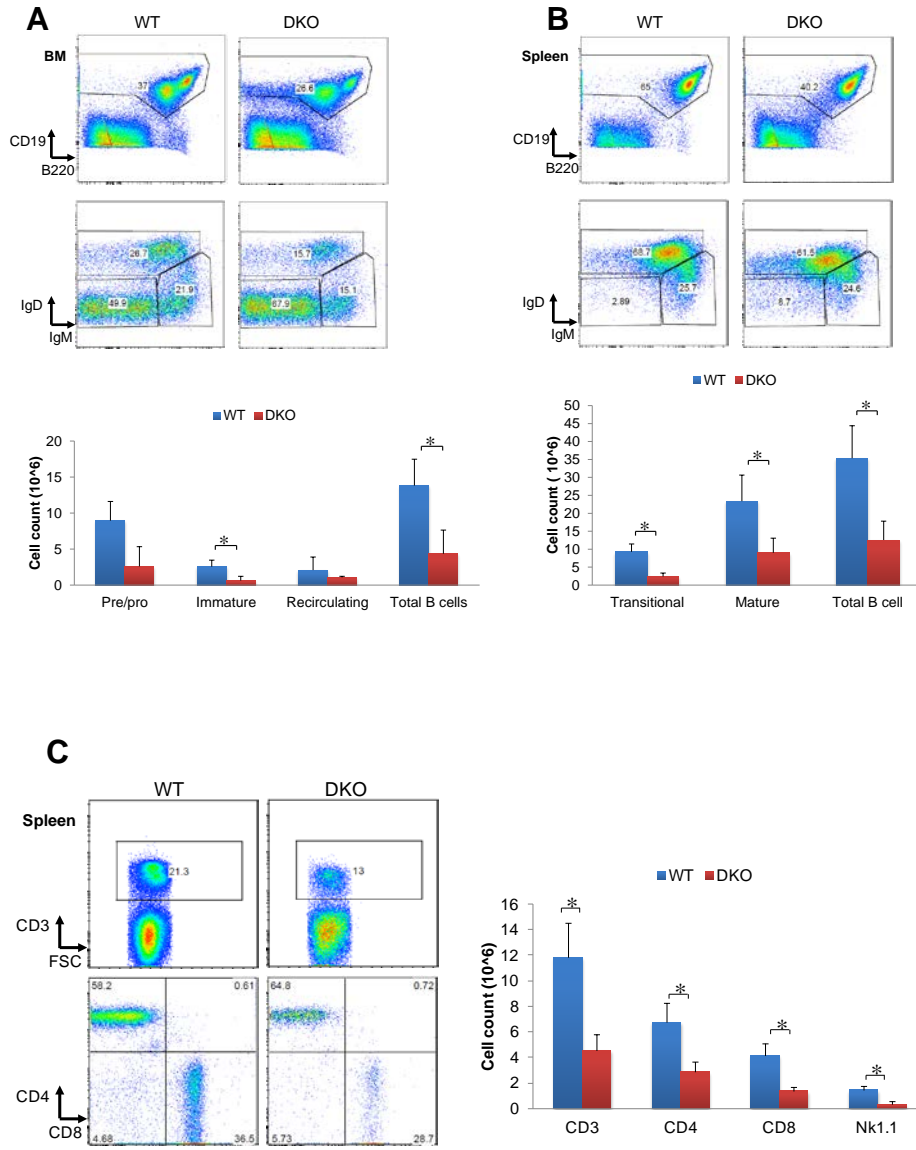 A
WT DKO
BM
37 26.6
CD19
B220
26.7 15.7
21.9 15.1
49.9 67.9
IgD
IgM
WT DKO
Cell count (10^6)
20
15
10
5
0
* *
Pre/pro Immature Recirculating Total B cells
B
WT DKO
Spleen
65 40.2
CD19
B220
68.7 61.5
25.7 24.6
2.89 8.7
IgD
IgM
WT DKO
Cell count ( 10^6)
50
45
40
35
30
25
20
15
10
5
0
* * *
Transitional Mature Total B cell
C
WT DKO
Spleen
21.3 13
CD3
FSC
58.2 0.61 64.8 0.72
CD4
CD8
4.68 36.5 5.73 28.7
WT DKO
Cell count (10^6)
16
14
12
10
8
6
4
2
0
* * * *
CD3 CD4 CD8 Nk1.1